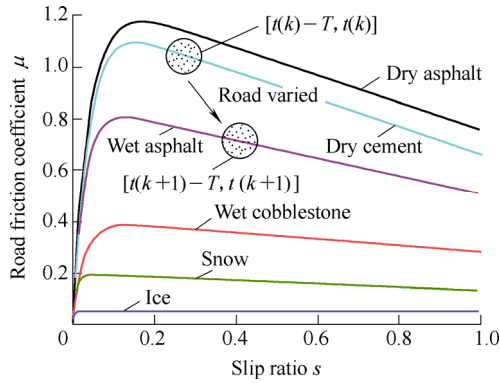 [t(k)−T, t(k)]
1.2
1.0
0.8
0.6
0.4
0.2
Road friction coefficient μ
Dry asphalt
Road varied
Wet asphalt
Dry cement
[t(k+1)−T, t(k+1)]
Wet cobblestone
Snow
Ice
0
0.2
0.4
0.6
0.8
1.0
Slip ratio s